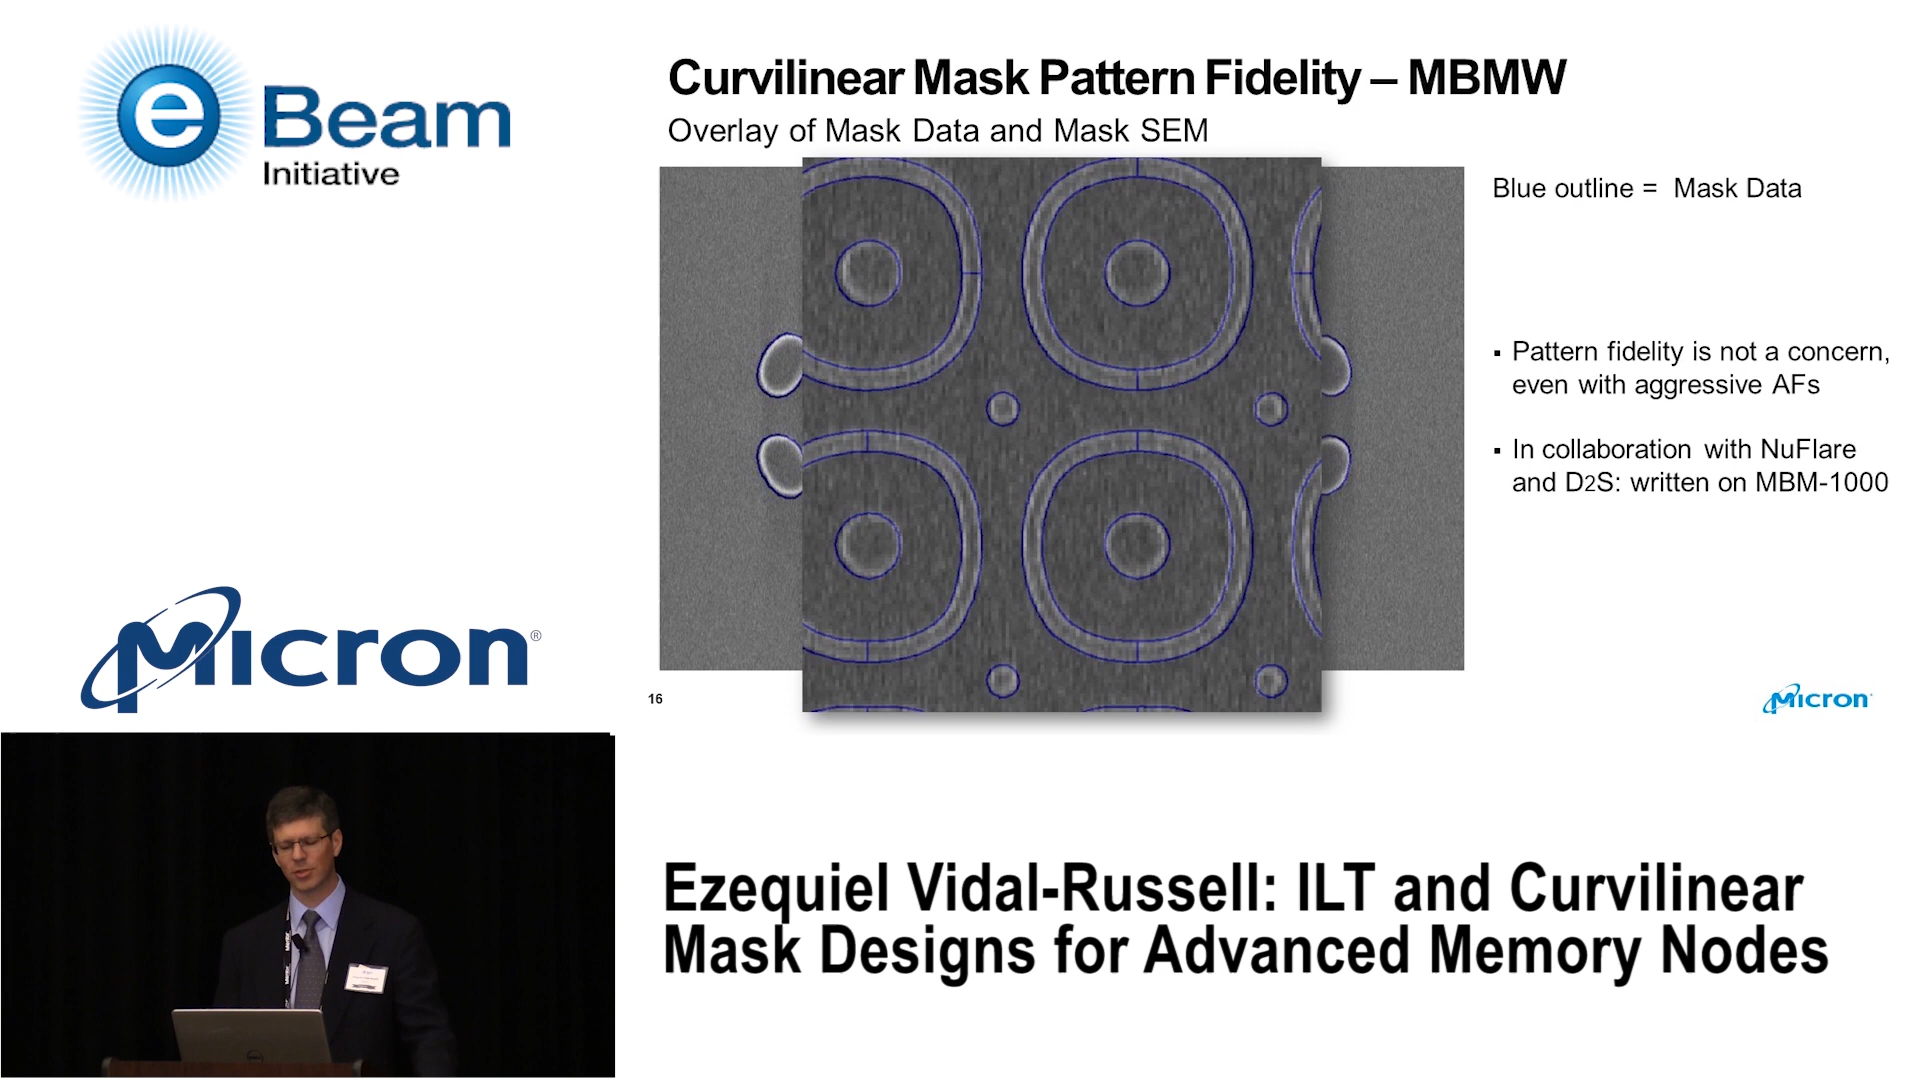 e Beam
Initiative
Curvilinear Mask Pattern Fidelity – MBMW
Overlay of Mask Data and Mask SEM
Blue outline = Mask Data
▪ Pattern fidelity is not a concern,
even with aggressive AFs
▪ In collaboration with NuFlare
and D2S: written on MBM-1000
Micron®
16
Micron
Ezequiel Vidal-Russell: ILT and Curvilinear
Mask Designs for Advanced Memory Nodes